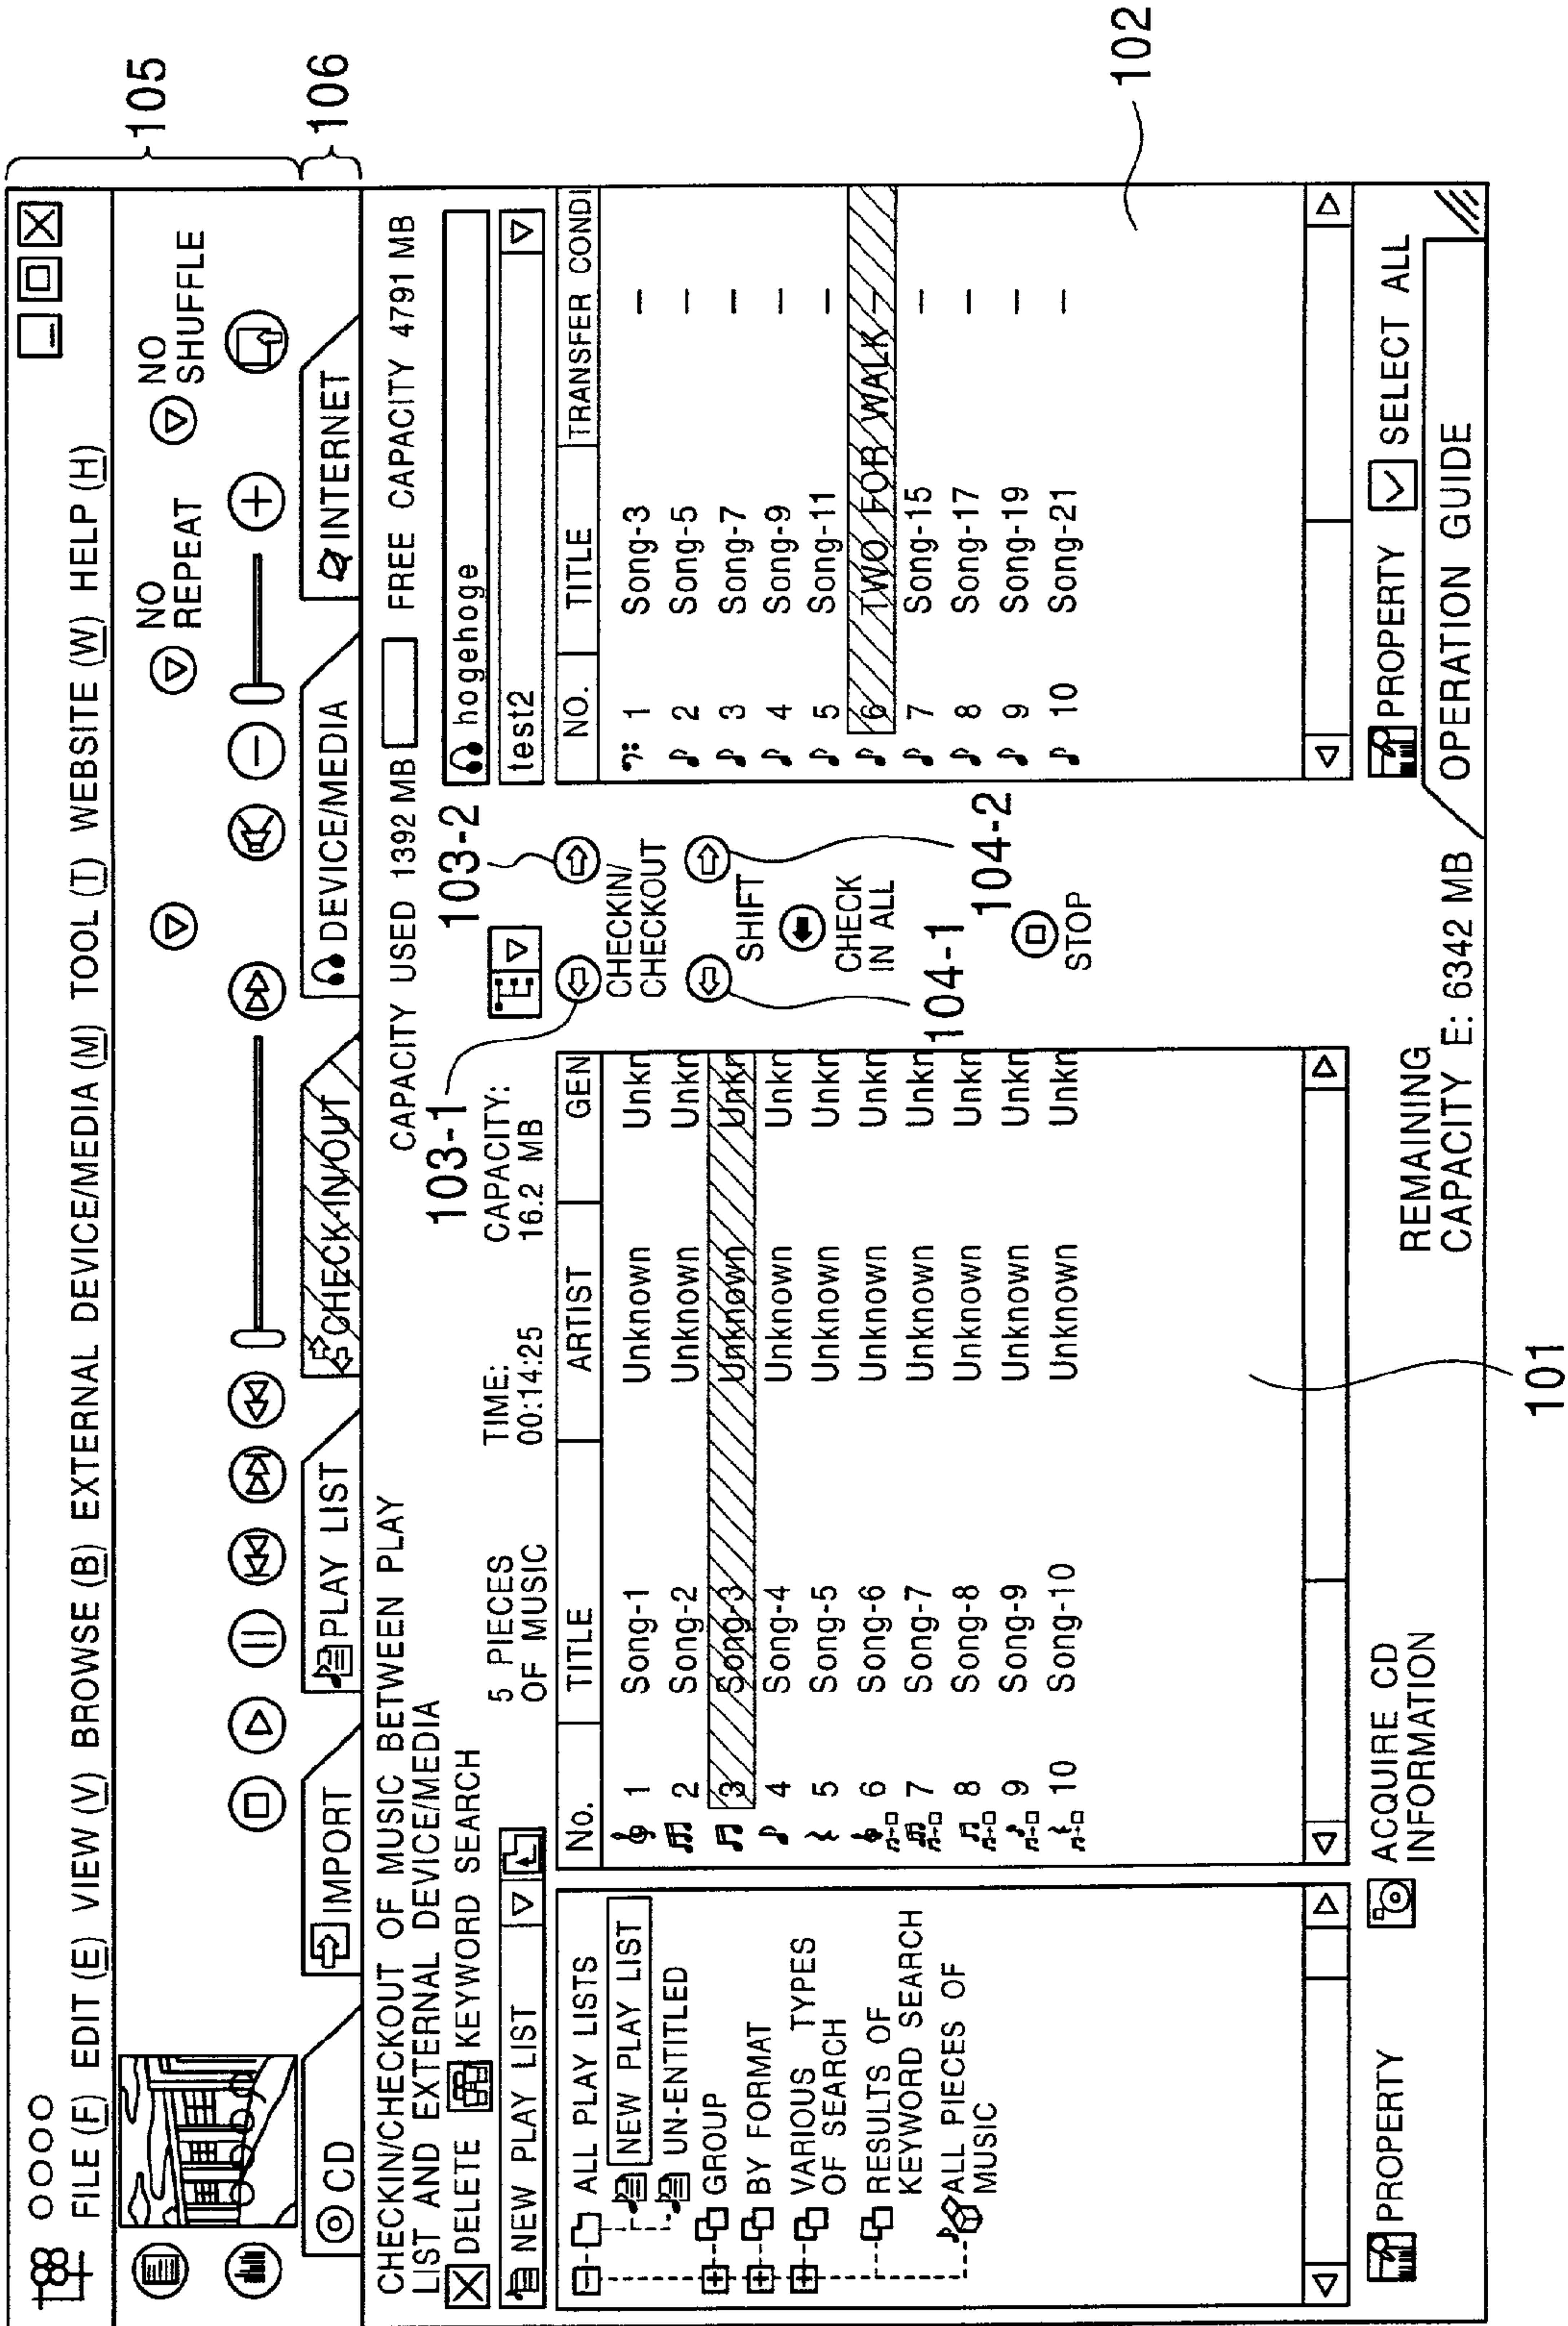 105
106
FILE (F) EDIT (E) VIEW (V) BROWSE (B) EXTERNAL DEVICE/MEDIA (M) TOOL (T) WEBSITE (W) HELP (H)
NO REPEAT
NO SHUFFLE
CD
IMPORT
PLAY LIST
CHECK-IN/OUT
DEVICE/MEDIA
INTERNET
CHECKIN/CHECKOUT OF MUSIC BETWEEN PLAY
LIST AND EXTERNAL DEVICE/MEDIA
CAPACITY USED 1392 MB
FREE CAPACITY 4791 MB
DELETE
KEYWORD SEARCH
103-1
103-2
hogehoge
NEW PLAY LIST
5 PIECES
OF MUSIC
TIME:
00:14:25
CAPACITY:
16.2 MB
test2
ALL PLAY LISTS
NEW PLAY LIST
UN-ENTITLED
GROUP
BY FORMAT
VARIOUS TYPES
OF SEARCH
RESULTS OF
KEYWORD SEARCH
ALL PIECES OF
MUSIC
No. TITLE ARTIST GEN
1 Song-1 Unknown Unkn
2 Song-2 Unknown Unkn
3 Song-3 Unknown Unkn
4 Song-4 Unknown Unkn
5 Song-5 Unknown Unkn
6 Song-6 Unknown Unkn
7 Song-7 Unknown Unkn
8 Song-8 Unknown Unkn
9 Song-9 Unknown Unkn
10 Song-10 Unknown Unkn
CHECKIN/
CHECKOUT
SHIFT
CHECK
IN ALL
104-1
104-2
STOP
NO. TITLE TRANSFER CONDI
1 Song-3 –
2 Song-5 –
3 Song-7 –
4 Song-9 –
5 Song-11 –
6 TWO FOR WALK –
7 Song-15 –
8 Song-17 –
9 Song-19 –
10 Song-21 –
102
PROPERTY
ACQUIRE CD
INFORMATION
REMAINING
CAPACITY E: 6342 MB
PROPERTY
SELECT ALL
OPERATION GUIDE
101